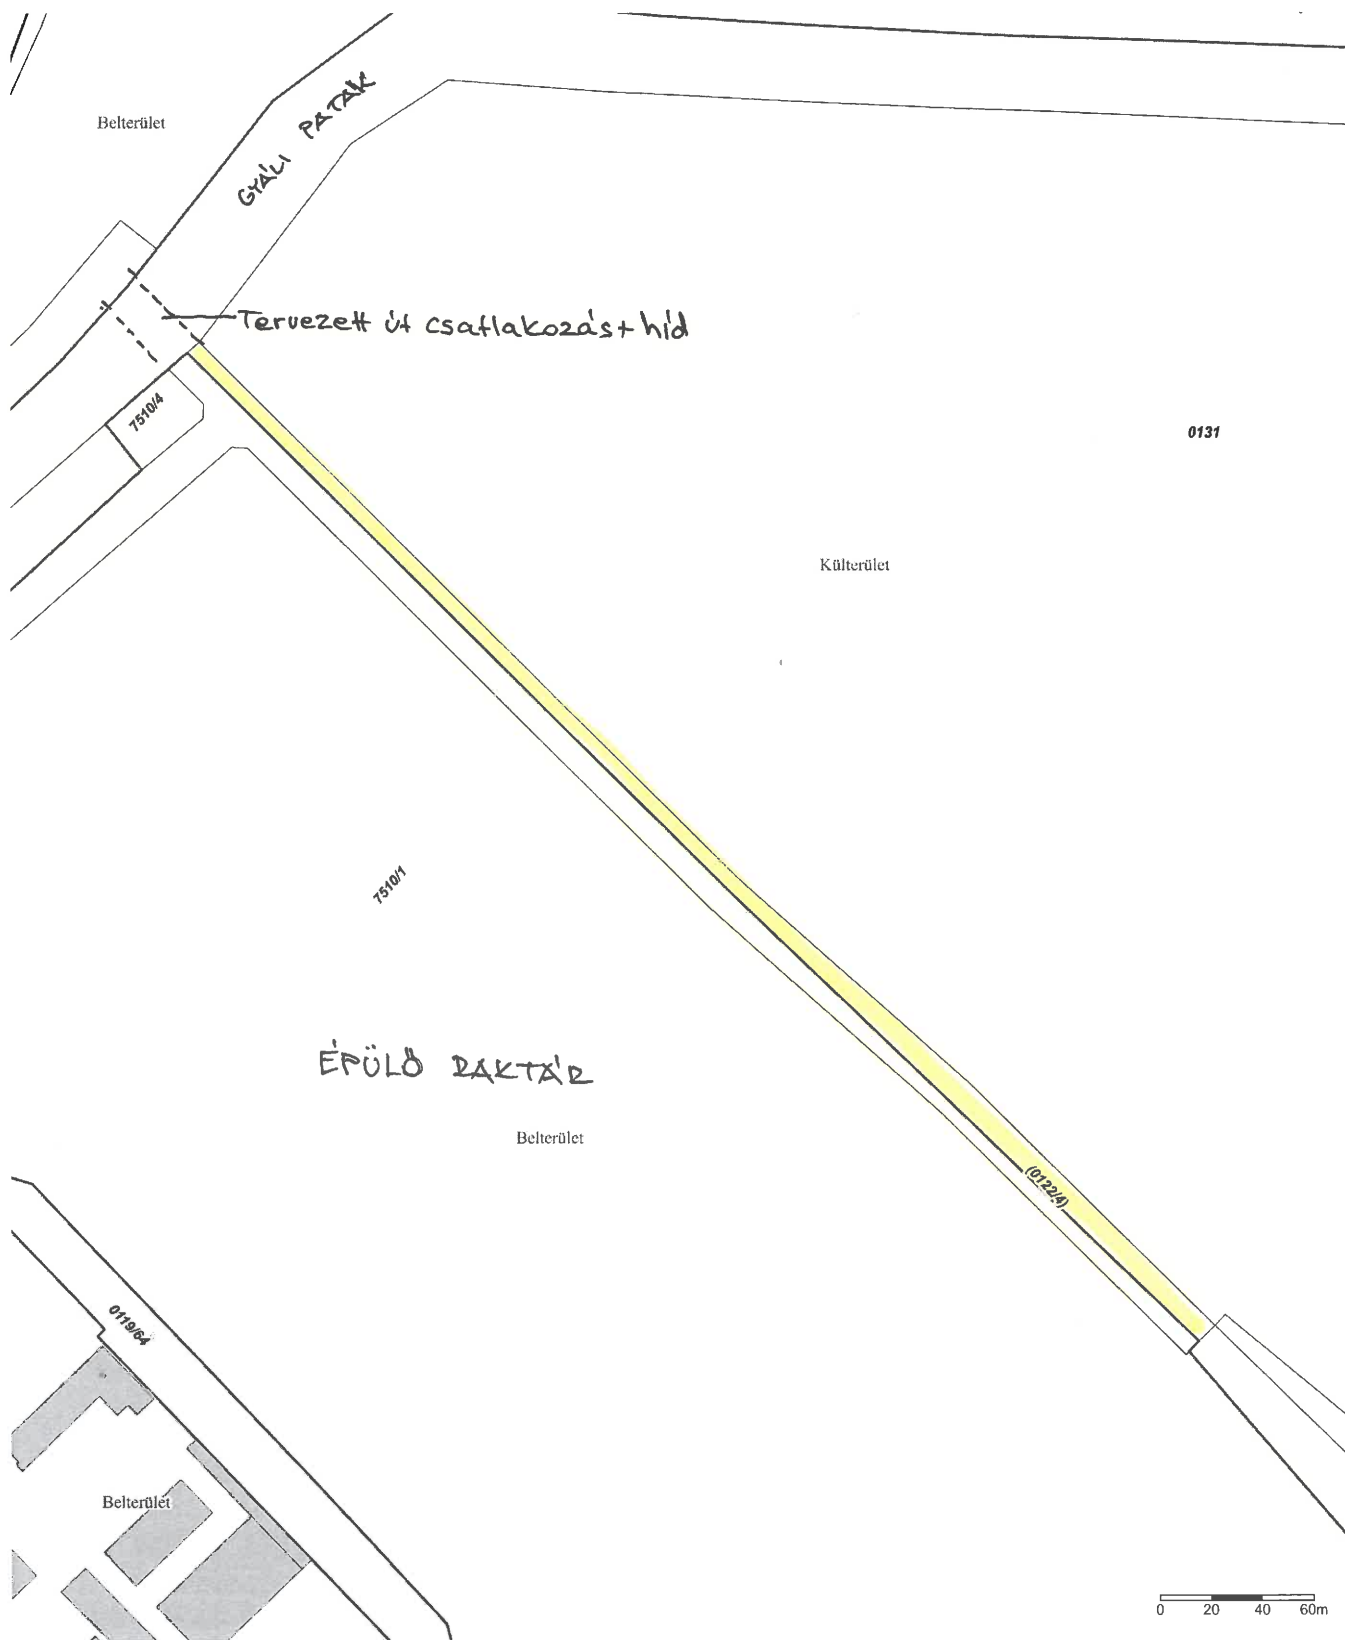 Belterület
GYÁLI PATAK
Tervezett út csatlakozás + híd
7510/4
0131
Külterület
7510/1
ÉPÜLŐ RAKTÁR
Belterület
(0122/4)
0119/64
Belterület
0 20 40 60m